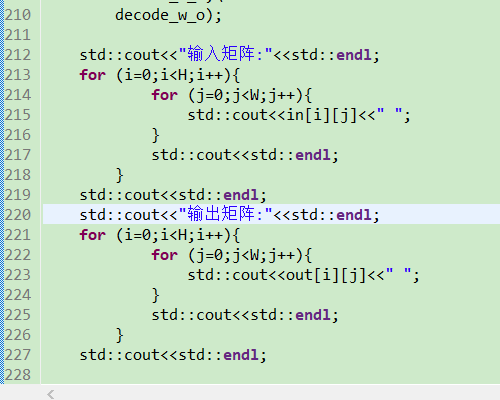 210 decode_w_o);
211
212 std::cout<<"输入矩阵:"<<std::endl;
213 for (i=0;i<H;i++){
214 for (j=0;j<W;j++){
215 std::cout<<in[i][j]<<" ";
216 }
217 std::cout<<std::endl;
218 }
219 std::cout<<std::endl;
220 std::cout<<"输出矩阵:"<<std::endl;
221 for (i=0;i<H;i++){
222 for (j=0;j<W;j++){
223 std::cout<<out[i][j]<<" ";
224 }
225 std::cout<<std::endl;
226 }
227 std::cout<<std::endl;
228